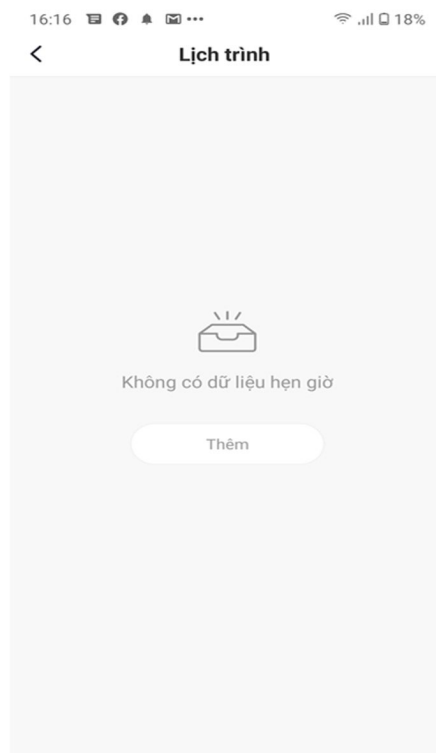 16:16 18%
Lịch trình
Không có dữ liệu hẹn giờ
Thêm